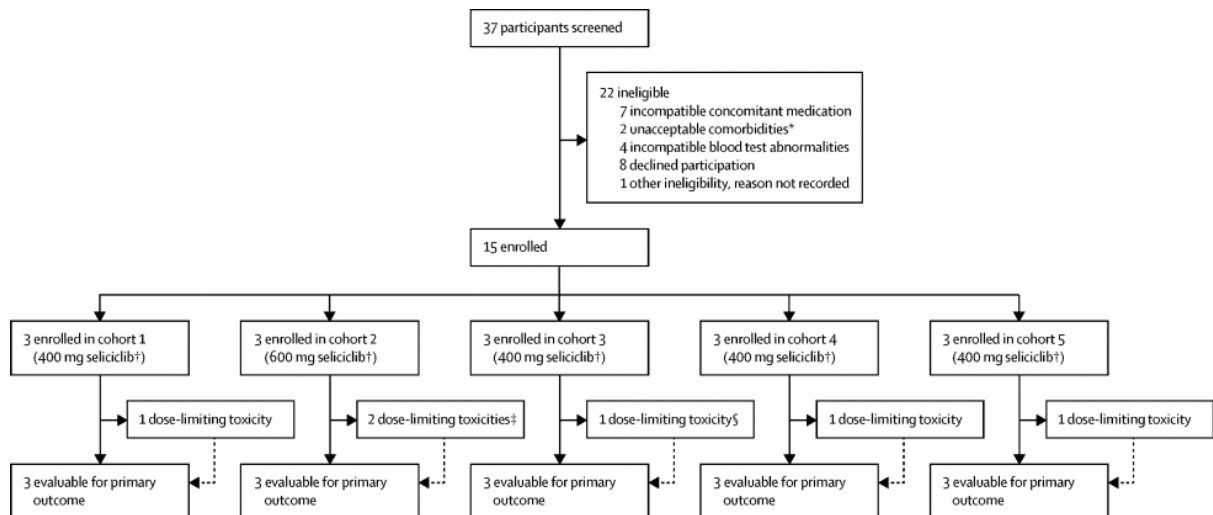 37 participants screened
22 ineligible
7 incompatible concomitant medication
2 unacceptable comorbidities*
4 incompatible blood test abnormalities
8 declined participation
1 other ineligibility, reason not recorded
15 enrolled
3 enrolled in cohort 1
(400 mg seliciclib†)
3 enrolled in cohort 2
(600 mg seliciclib†)
3 enrolled in cohort 3
(400 mg seliciclib†)
3 enrolled in cohort 4
(400 mg seliciclib†)
3 enrolled in cohort 5
(400 mg seliciclib†)
1 dose-limiting toxicity
2 dose-limiting toxicities‡
1 dose-limiting toxicity§
1 dose-limiting toxicity
1 dose-limiting toxicity
3 evaluable for primary
outcome
3 evaluable for primary
outcome
3 evaluable for primary
outcome
3 evaluable for primary
outcome
3 evaluable for primary
outcome